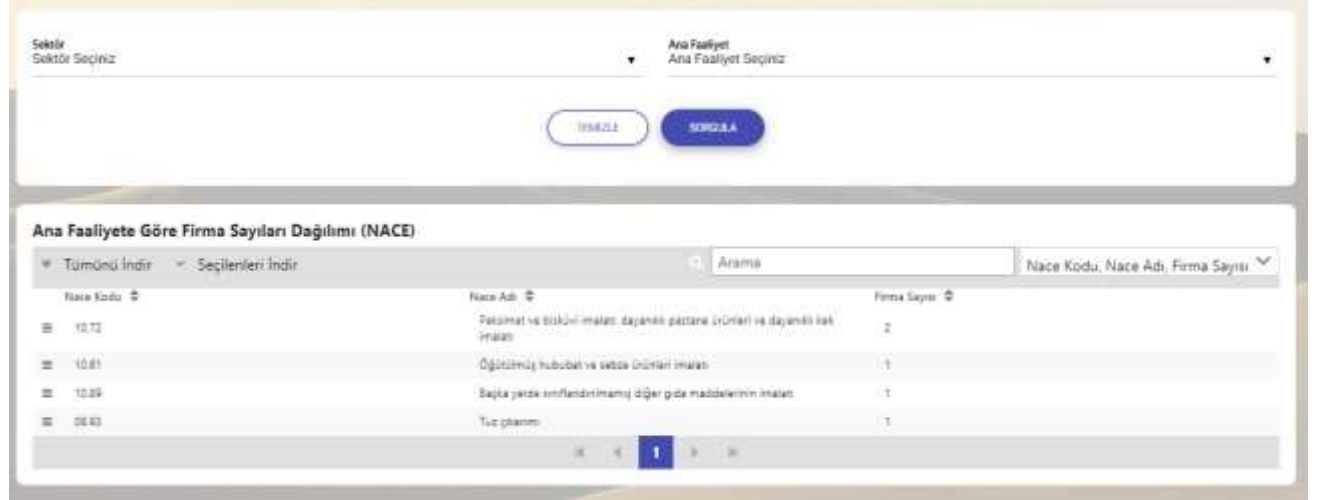 Sektör
Sektör Seçiniz
Ana Faaliyet
Ana Faaliyet Seçiniz
TEMİZLE
SORGULA
Ana Faaliyete Göre Firma Sayıları Dağılımı (NACE)
Tümünü İndir
Seçilenleri İndir
Arama
Nace Kodu, Nace Adı, Firma Sayısı
Nace Kodu
Nace Adı
Firma Sayısı
10.72
Peksimet ve bisküvi imalatı; dayanıklı pastane ürünleri ve dayanıklı kek
imalatı
2
10.61
Öğütülmüş hububat ve sebze ürünleri imalatı
1
10.89
Başka yerde sınıflandırılmamış diğer gıda maddelerinin imalatı
1
08.93
Tuz çıkarımı
1
1